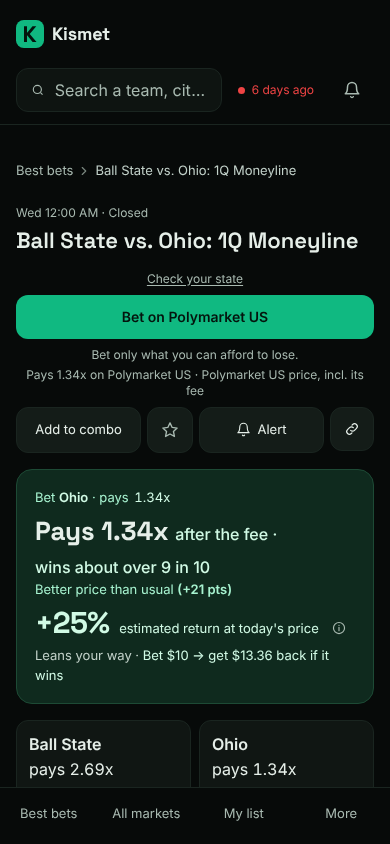 K Kismet
Search a team, cit...
6 days ago
Best bets > Ball State vs. Ohio: 1Q Moneyline
Wed 12:00 AM · Closed
Ball State vs. Ohio: 1Q Moneyline
Check your state
Bet on Polymarket US
Bet only what you can afford to lose.
Pays 1.34x on Polymarket US · Polymarket US price, incl. its
fee
Add to combo
Alert
Bet Ohio · pays 1.34x
Pays 1.34x after the fee ·
wins about over 9 in 10
Better price than usual (+21 pts)
+25% estimated return at today's price
Leans your way · Bet $10 → get $13.36 back if it
wins
Ball State
pays 2.69x
Ohio
pays 1.34x
Best bets
All markets
My list
More